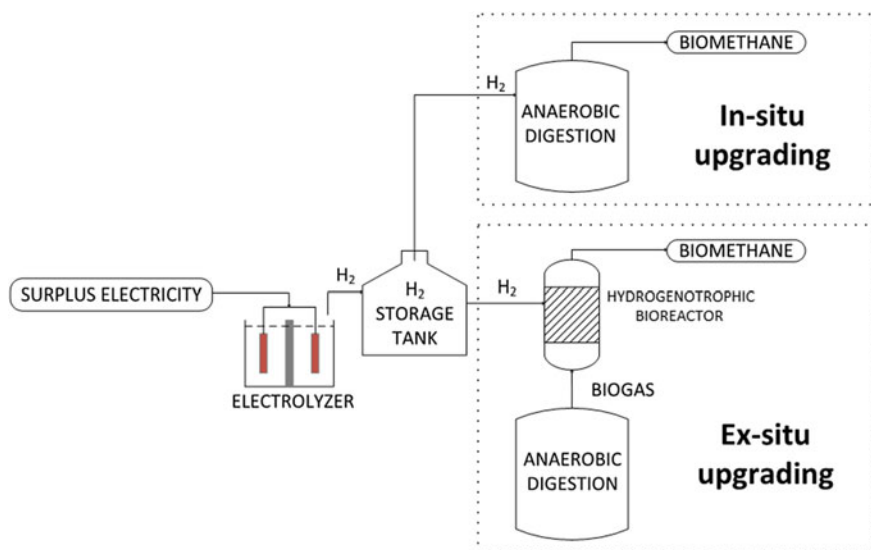 BIOMETHANE
H₂
ANAEROBIC
DIGESTION
In-situ
upgrading
SURPLUS ELECTRICITY
H₂
H₂
STORAGE
TANK
ELECTROLYZER
H₂
BIOMETHANE
HYDROGENOTROPHIC
BIOREACTOR
BIOGAS
ANAEROBIC
DIGESTION
Ex-situ
upgrading